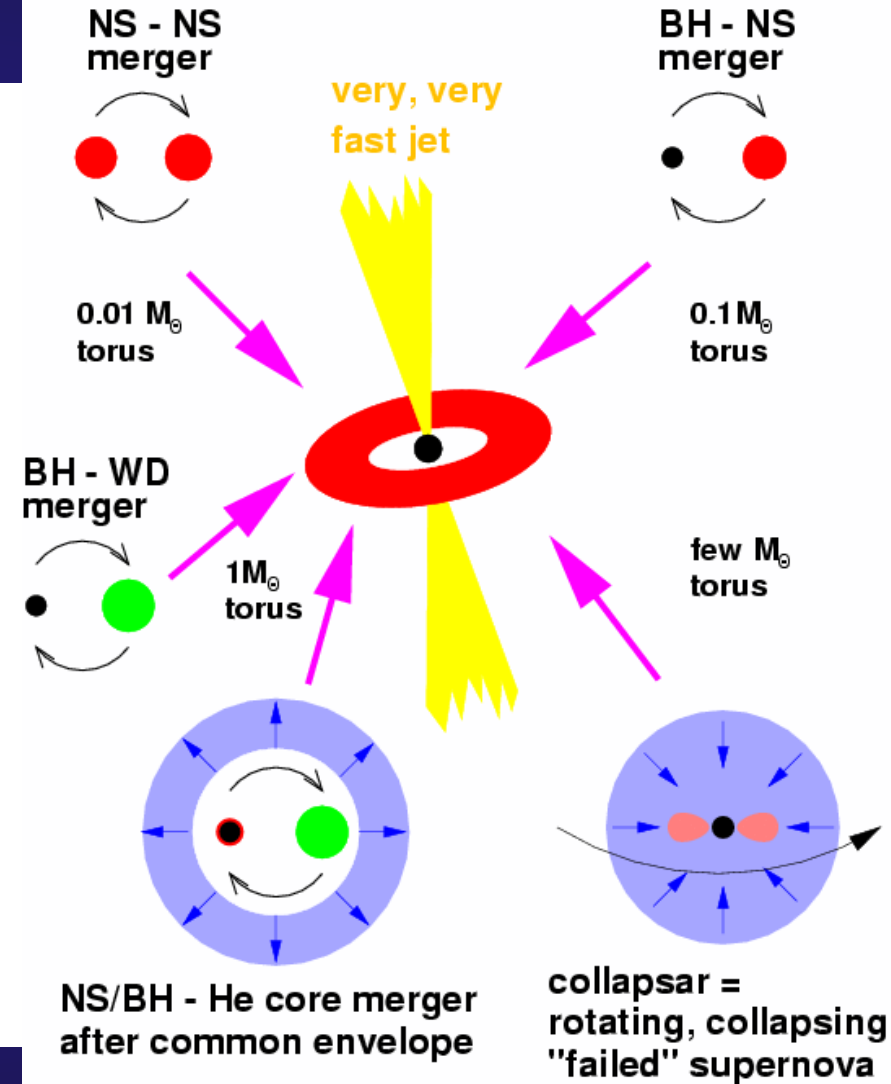 NS - NS
merger
very, very
fast jet
BH - NS
merger
0.01 M☉
torus
0.1M☉
torus
BH - WD
merger
1M☉
torus
few M☉
torus
NS/BH - He core merger
after common envelope
collapsar =
rotating, collapsing
"failed" supernova